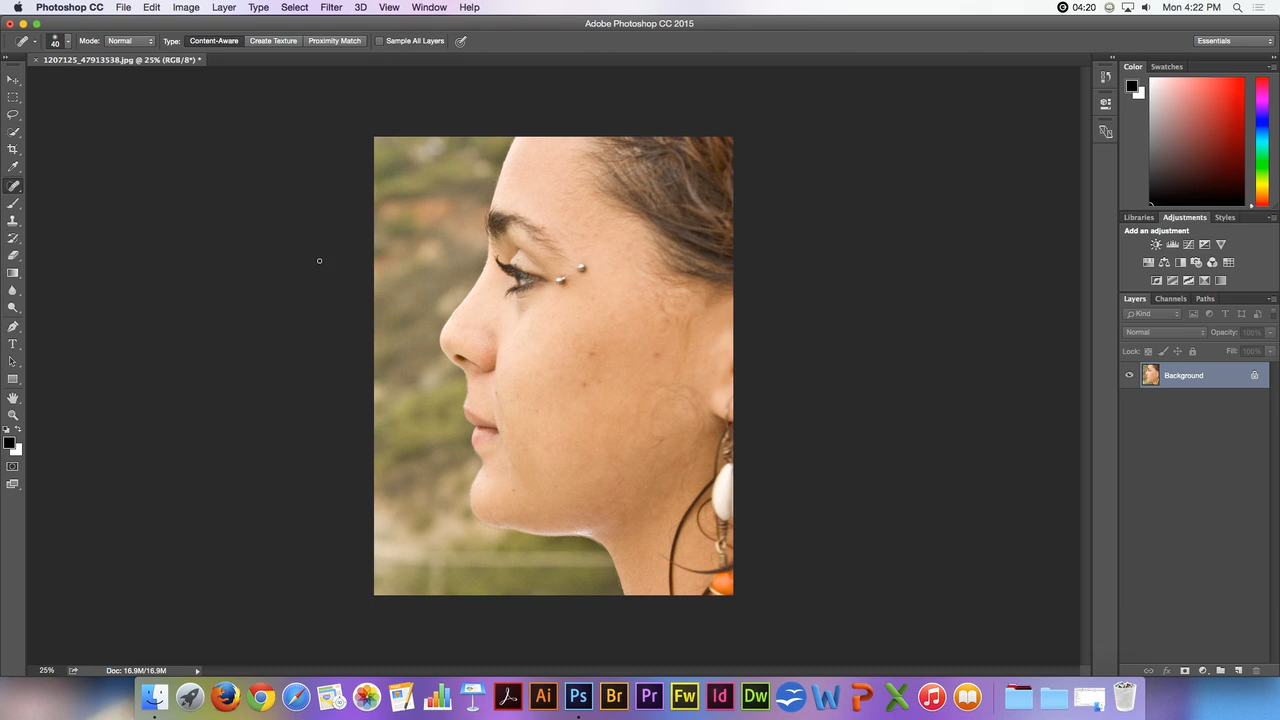 Photoshop CC File Edit Image Layer Type Select Filter 3D View Window Help 04:20 Mon 4:22 PM
Adobe Photoshop CC 2015
40 Mode: Normal Type: Content-Aware Create Texture Proximity Match Sample All Layers Essentials
× 1207125_47913538.jpg @ 25% (RGB/8*) *
Color Swatches
Libraries Adjustments Styles
Add an adjustment
Layers Channels Paths
Kind
Normal Opacity: 100%
Lock: Fill: 100%
Background
25% Doc: 16.9M/16.9M
Ai Ps Br Pr Fw Id Dw